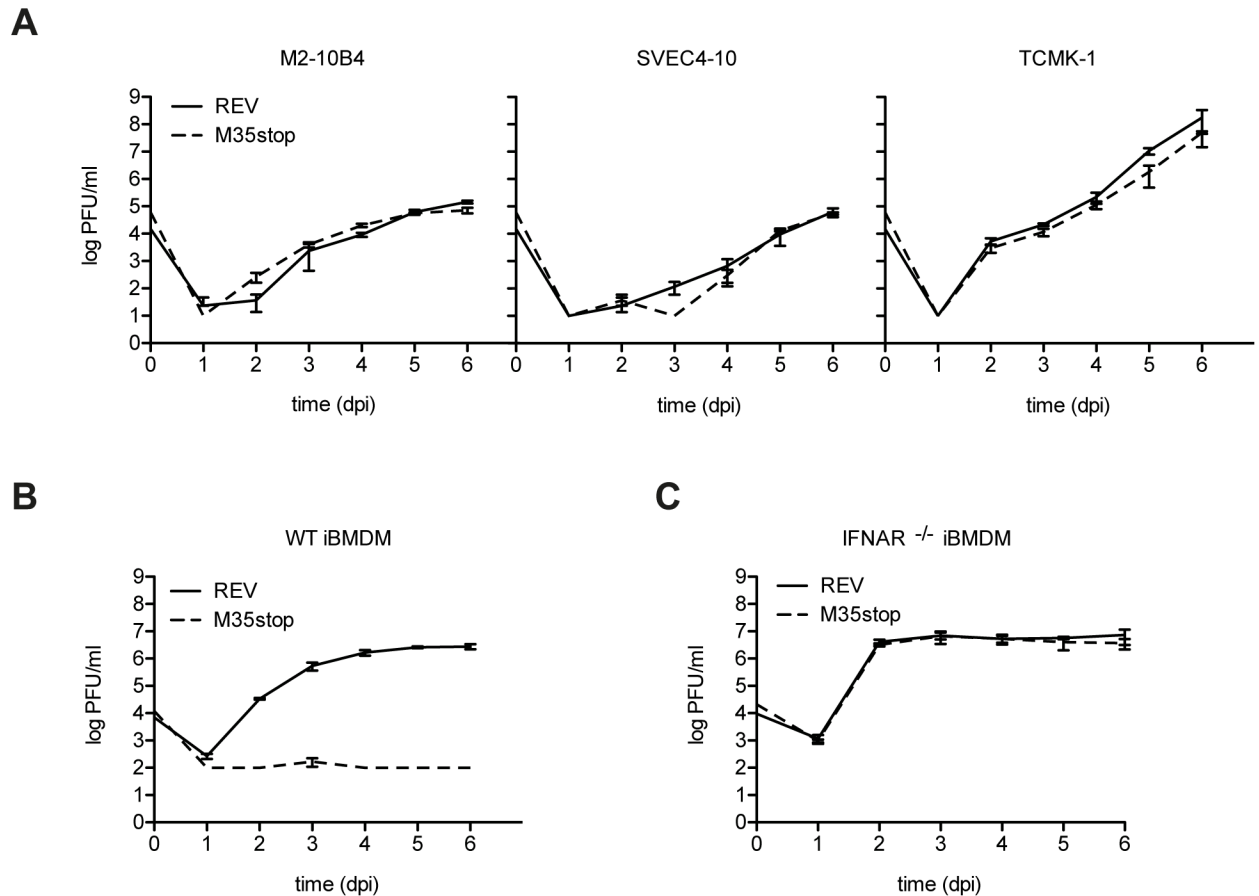 A
M2-10B4
SVEC4-10
TCMK-1
REV
M35stop
log PFU/ml
9
8
7
6
5
4
3
2
1
0
0 1 2 3 4 5 6
0 1 2 3 4 5 6
0 1 2 3 4 5 6
time (dpi)
time (dpi)
time (dpi)
B
WT iBMDM
REV
M35stop
log PFU/ml
9
8
7
6
5
4
3
2
1
0
0 1 2 3 4 5 6
time (dpi)
C
IFNAR -/- iBMDM
REV
M35stop
log PFU/ml
9
8
7
6
5
4
3
2
1
0
0 1 2 3 4 5 6
time (dpi)